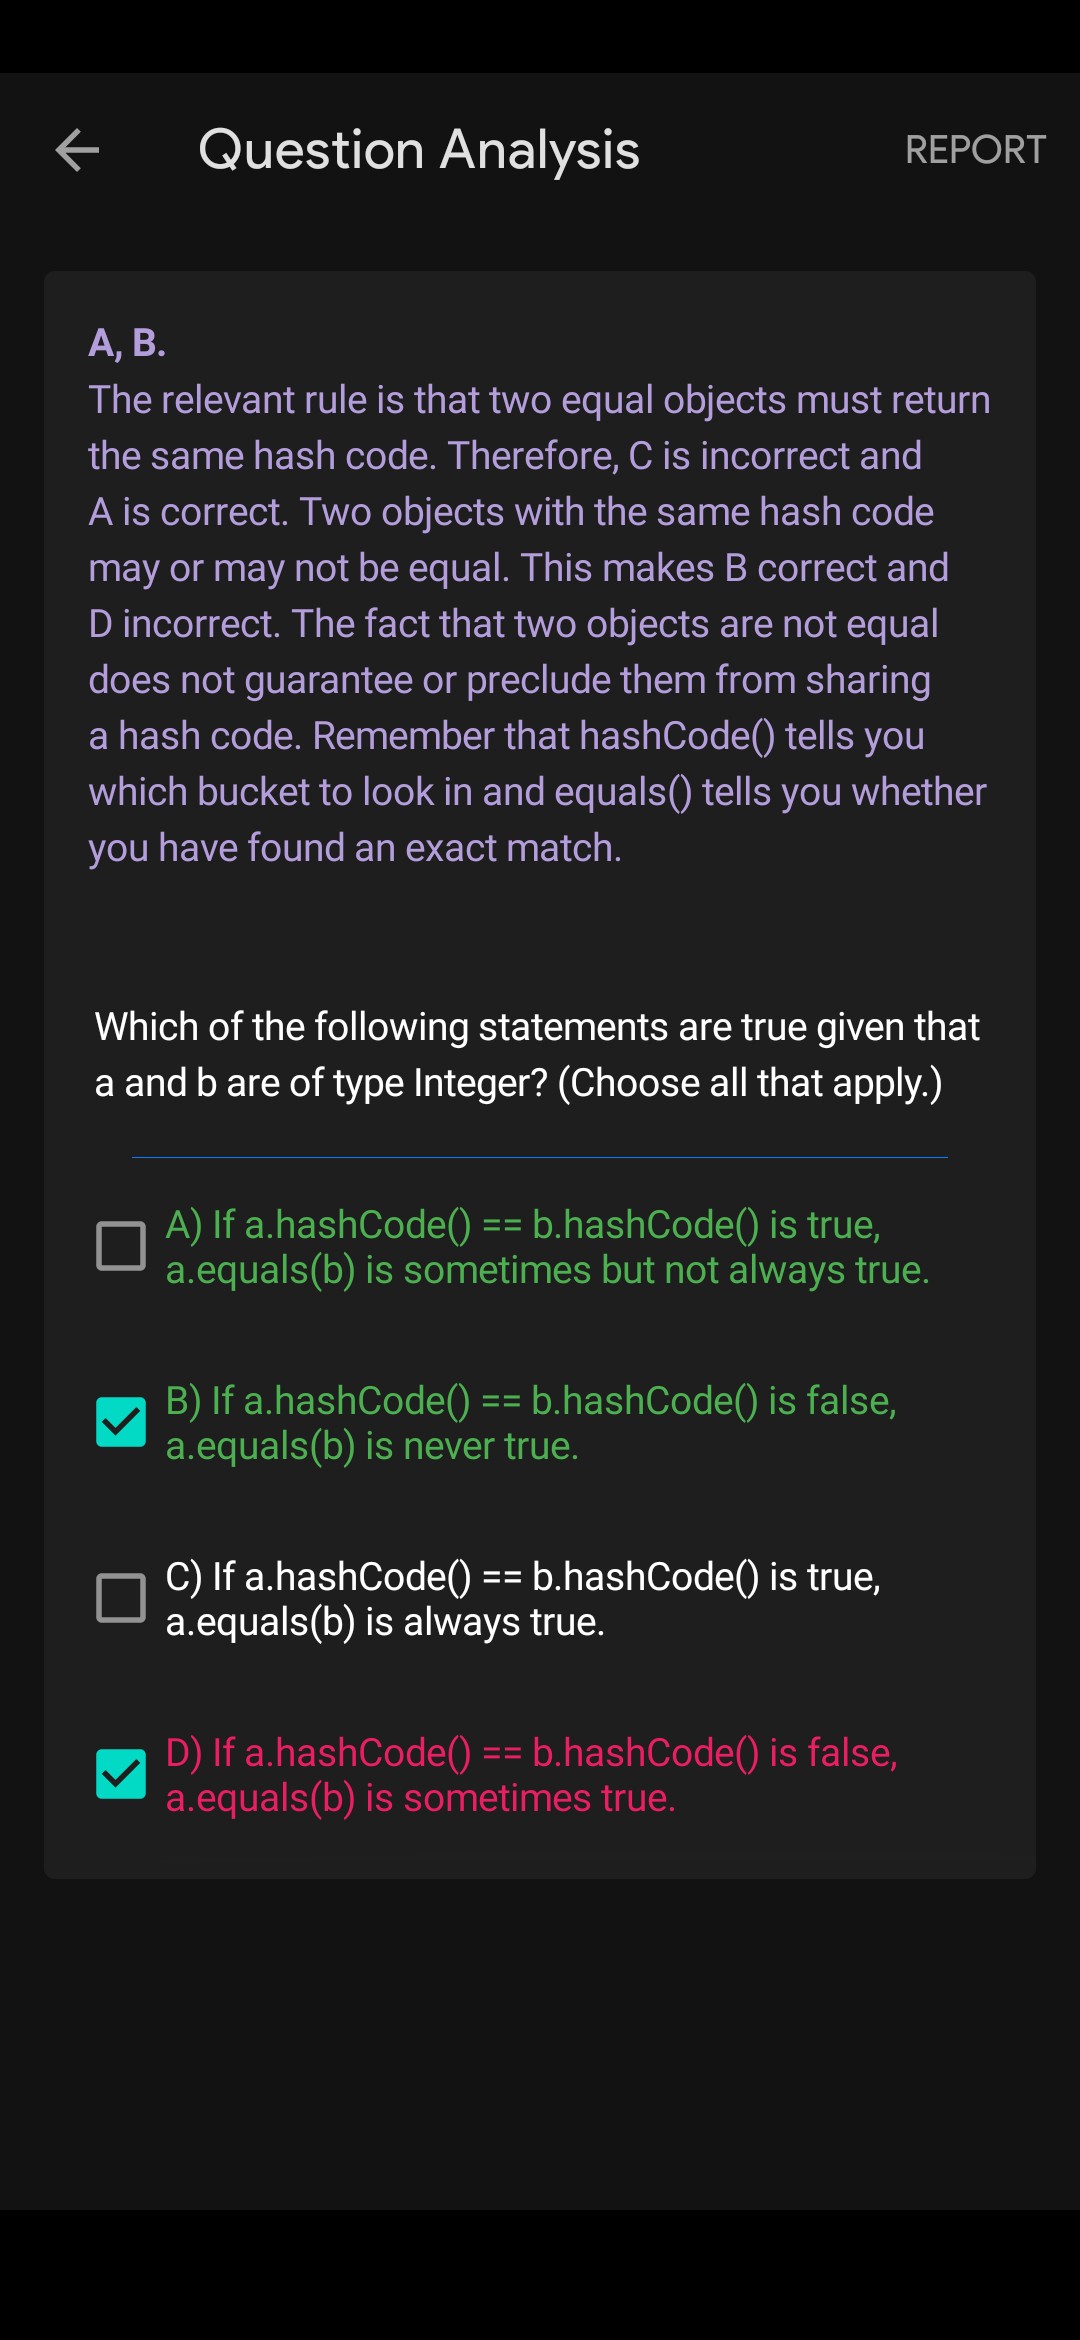 Question Analysis
REPORT
A, B.
The relevant rule is that two equal objects must return
the same hash code. Therefore, C is incorrect and
A is correct. Two objects with the same hash code
may or may not be equal. This makes B correct and
D incorrect. The fact that two objects are not equal
does not guarantee or preclude them from sharing
a hash code. Remember that hashCode() tells you
which bucket to look in and equals() tells you whether
you have found an exact match.
Which of the following statements are true given that
a and b are of type Integer? (Choose all that apply.)
A) If a.hashCode() == b.hashCode() is true,
a.equals(b) is sometimes but not always true.
B) If a.hashCode() == b.hashCode() is false,
a.equals(b) is never true.
C) If a.hashCode() == b.hashCode() is true,
a.equals(b) is always true.
D) If a.hashCode() == b.hashCode() is false,
a.equals(b) is sometimes true.